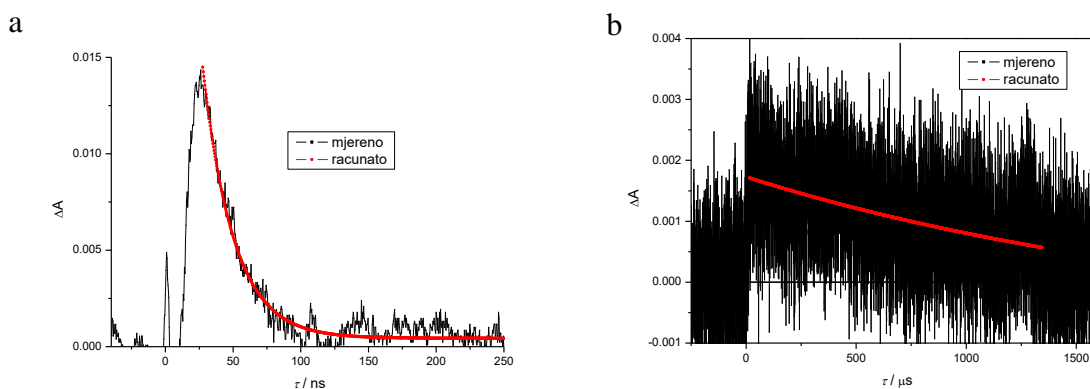 a
0.015
0.010
0.005
0.000
ΔA
mjereno
racunato
0
50
100
150
200
250
τ / ns
b
0.004
0.003
0.002
0.001
0.000
-0.001
ΔA
mjereno
racunato
0
500
1000
1500
τ / μs